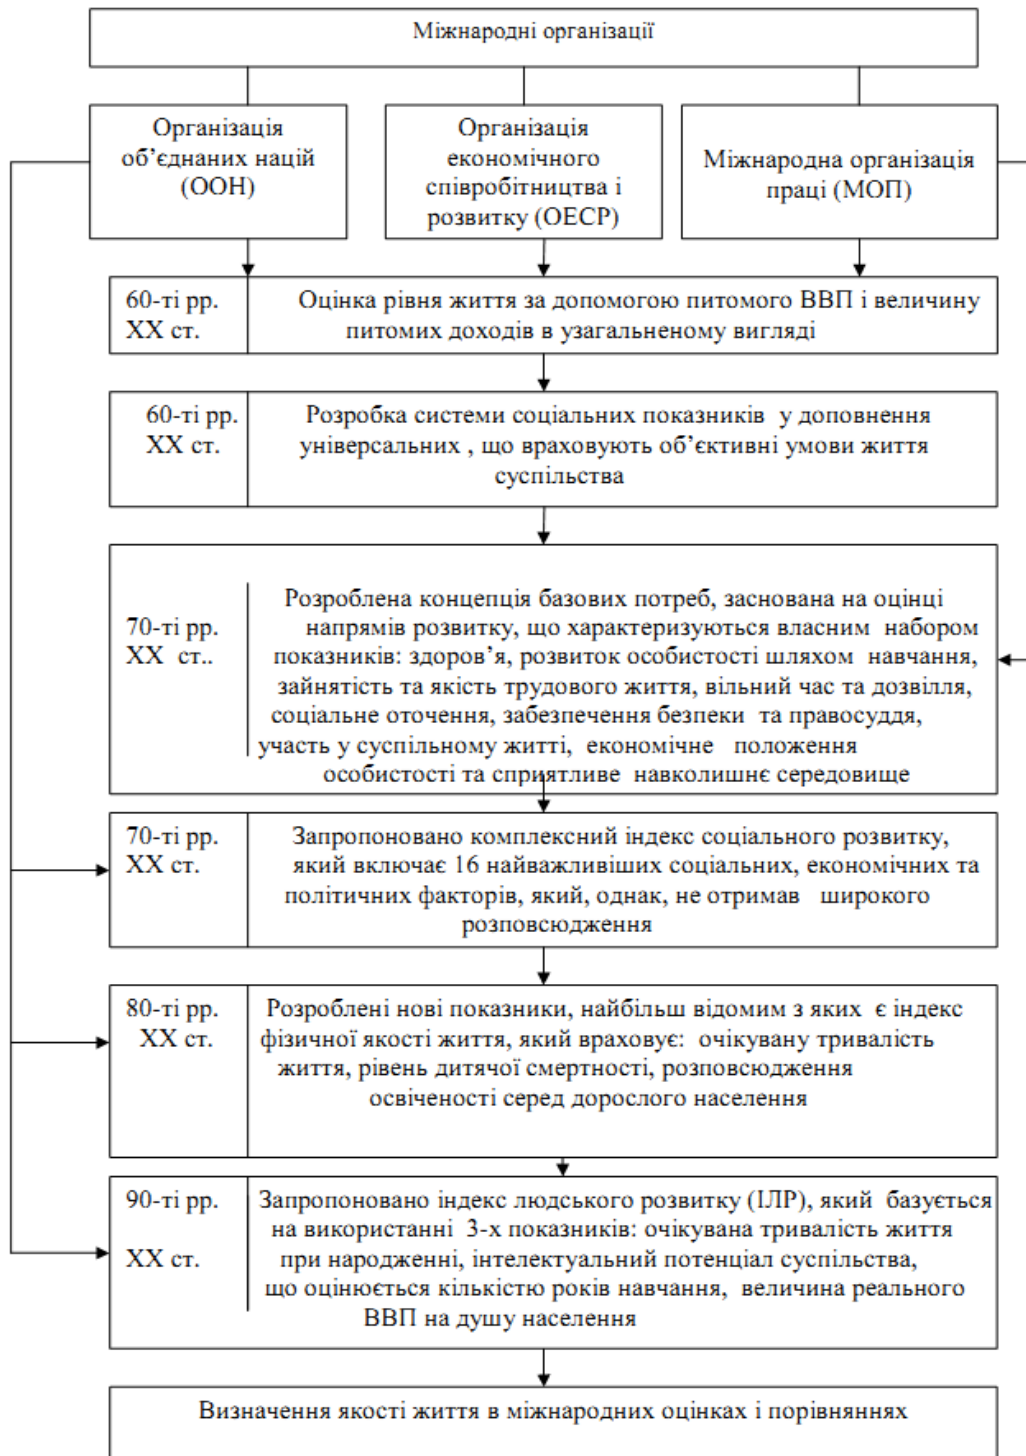 Міжнародні організації
Організація
об’єднаних націй
(ООН)
Організація
економічного
співробітництва і
розвитку (ОЕСР)
Міжнародна організація
праці (МОП)
60-ті рр.
ХХ ст.
Оцінка рівня життя за допомогою питомого ВВП і величину
питомих доходів в узагальненому вигляді
60-ті рр.
ХХ ст.
Розробка системи соціальних показників у доповнення
універсальних , що враховують об’єктивні умови життя
суспільства
70-ті рр.
ХХ ст..
Розроблена концепція базових потреб, заснована на оцінці
напрямів розвитку, що характеризуються власним набором
показників: здоров’я, розвиток особистості шляхом навчання,
зайнятість та якість трудового життя, вільний час та дозвілля,
соціальне оточення, забезпечення безпеки та правосуддя,
участь у суспільному житті, економічне положення
особистості та сприятливе навколишнє середовище
70-ті рр.
ХХ ст.
Запропоновано комплексний індекс соціального розвитку,
який включає 16 найважливіших соціальних, економічних та
політичних факторів, який, однак, не отримав широкого
розповсюдження
80-ті рр.
ХХ ст.
Розроблені нові показники, найбільш відомим з яких є індекс
фізичної якості життя, який враховує: очікувану тривалість
життя, рівень дитячої смертності, розповсюдження
освіченості серед дорослого населення
90-ті рр.
ХХ ст.
Запропоновано індекс людського розвитку (ІЛР), який базується
на використанні 3-х показників: очікувана тривалість життя
при народженні, інтелектуальний потенціал суспільства,
що оцінюється кількістю років навчання, величина реального
ВВП на душу населення
Визначення якості життя в міжнародних оцінках і порівняннях